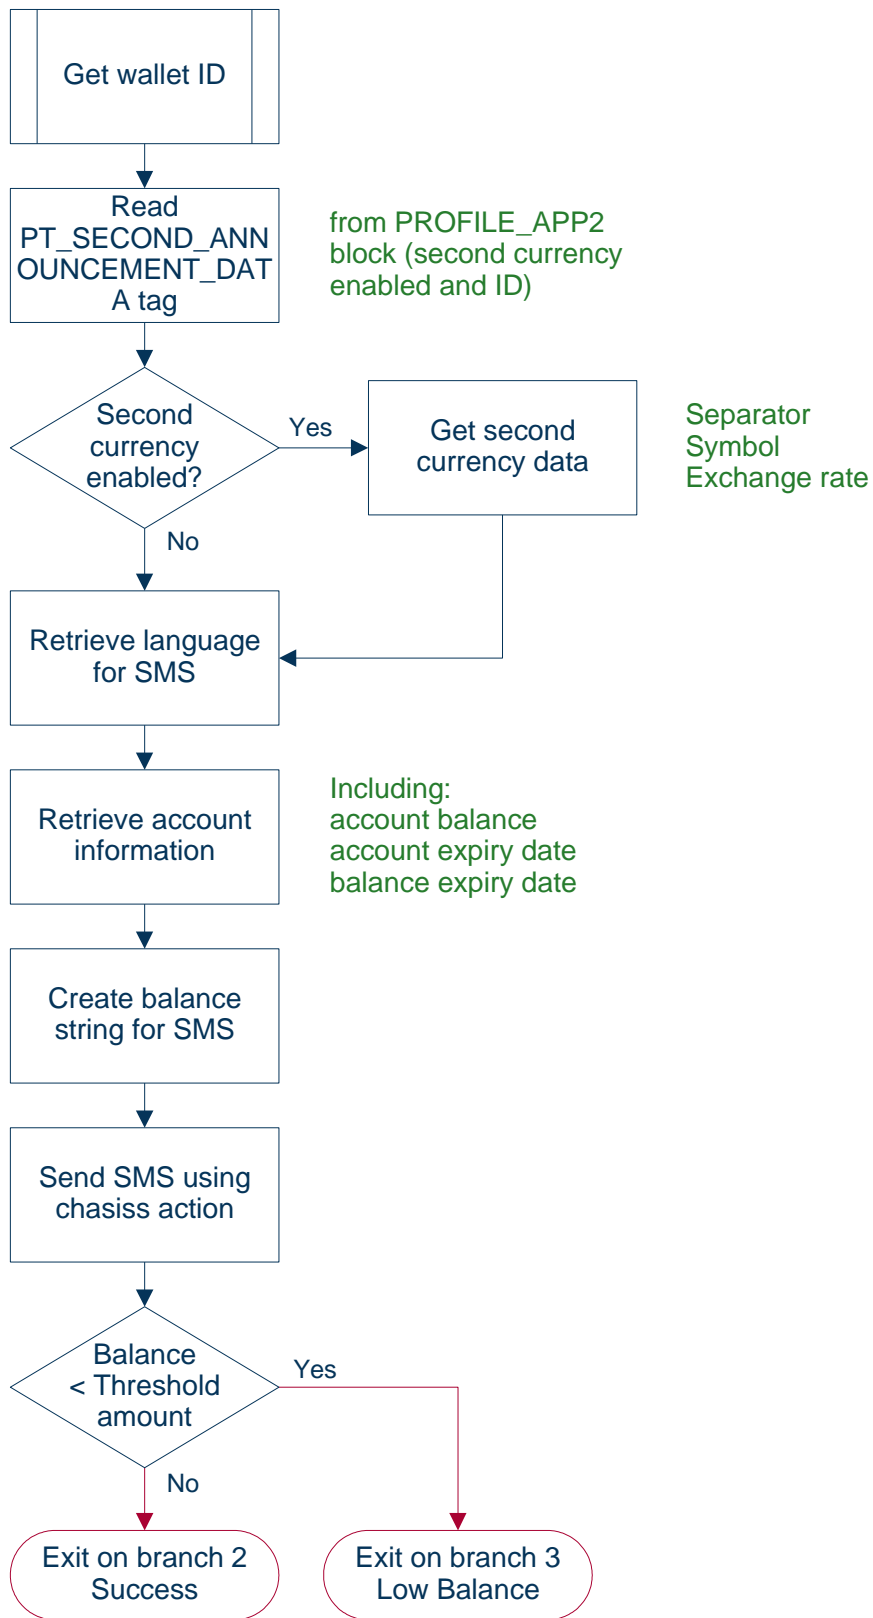 Get wallet ID
Read
PT_SECOND_ANN
OUNCEMENT_DAT
A tag
from PROFILE_APP2
block (second currency
enabled and ID)
Second
currency
enabled?
Yes
Get second
currency data
Separator
Symbol
Exchange rate
No
Retrieve language
for SMS
Retrieve account
information
Including:
account balance
account expiry date
balance expiry date
Create balance
string for SMS
Send SMS using
chasiss action
Balance
< Threshold
amount
Yes
No
Exit on branch 2
Success
Exit on branch 3
Low Balance